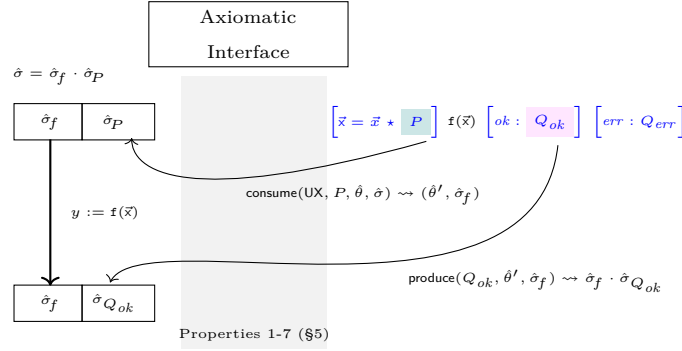 Axiomatic
Interface
σ̂ = σ̂_f · σ̂_P
σ̂_f σ̂_P
[x⃗ = x⃗ ⋆ P] f(x⃗) [ok : Q_ok] [err : Q_err]
consume(UX, P, θ̂, σ̂) ⇝ (θ̂′, σ̂_f)
y := f(x⃗)
produce(Q_ok, θ̂′, σ̂_f) ⇝ σ̂_f · σ̂_Q_ok
σ̂_f σ̂_Q_ok
Properties 1-7 (§5)